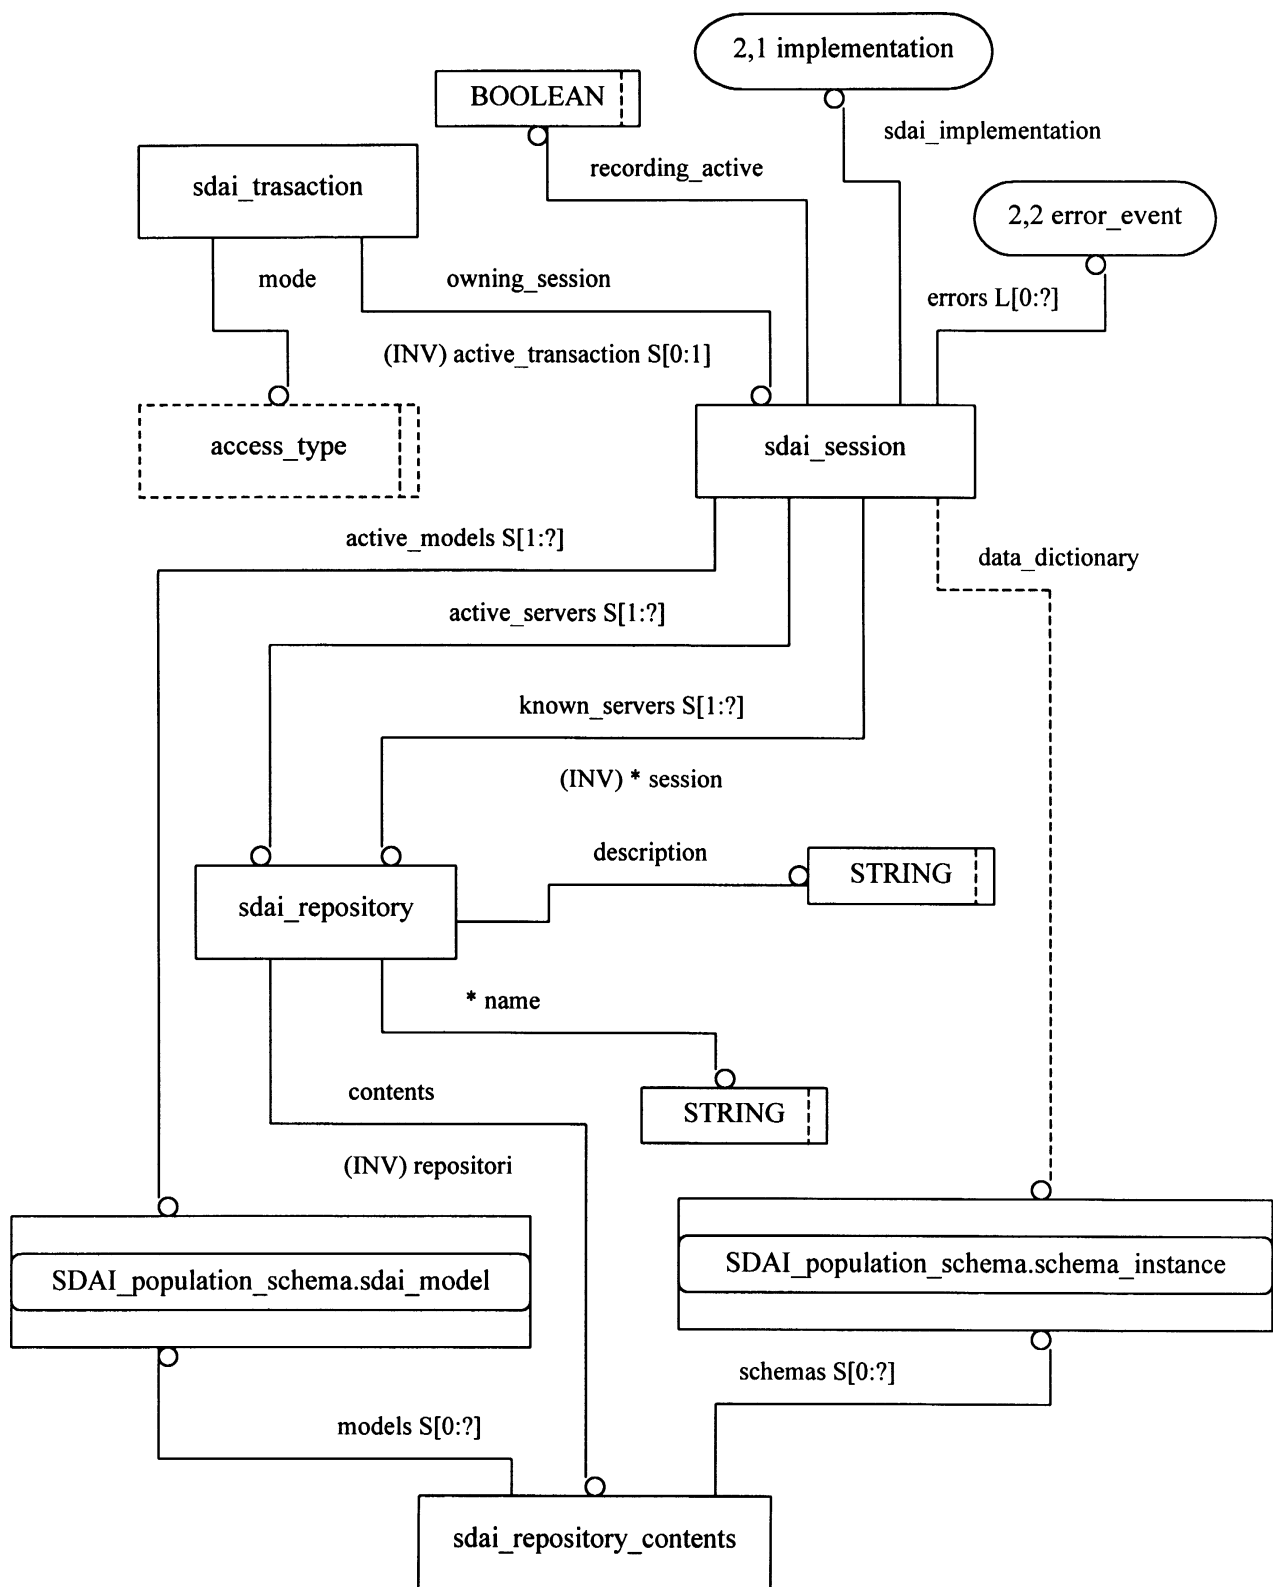 2,1 implementation
BOOLEAN
sdai_implementation
recording_active
sdai_trasaction
2,2 error_event
mode
owning_session
errors L[0:?]
(INV) active_transaction S[0:1]
access_type
sdai_session
active_models S[1:?]
data_dictionary
active_servers S[1:?]
known_servers S[1:?]
(INV) * session
description
STRING
sdai_repository
* name
contents
STRING
(INV) repositori
SDAI_population_schema.sdai_model
SDAI_population_schema.schema_instance
schemas S[0:?]
models S[0:?]
sdai_repository_contents